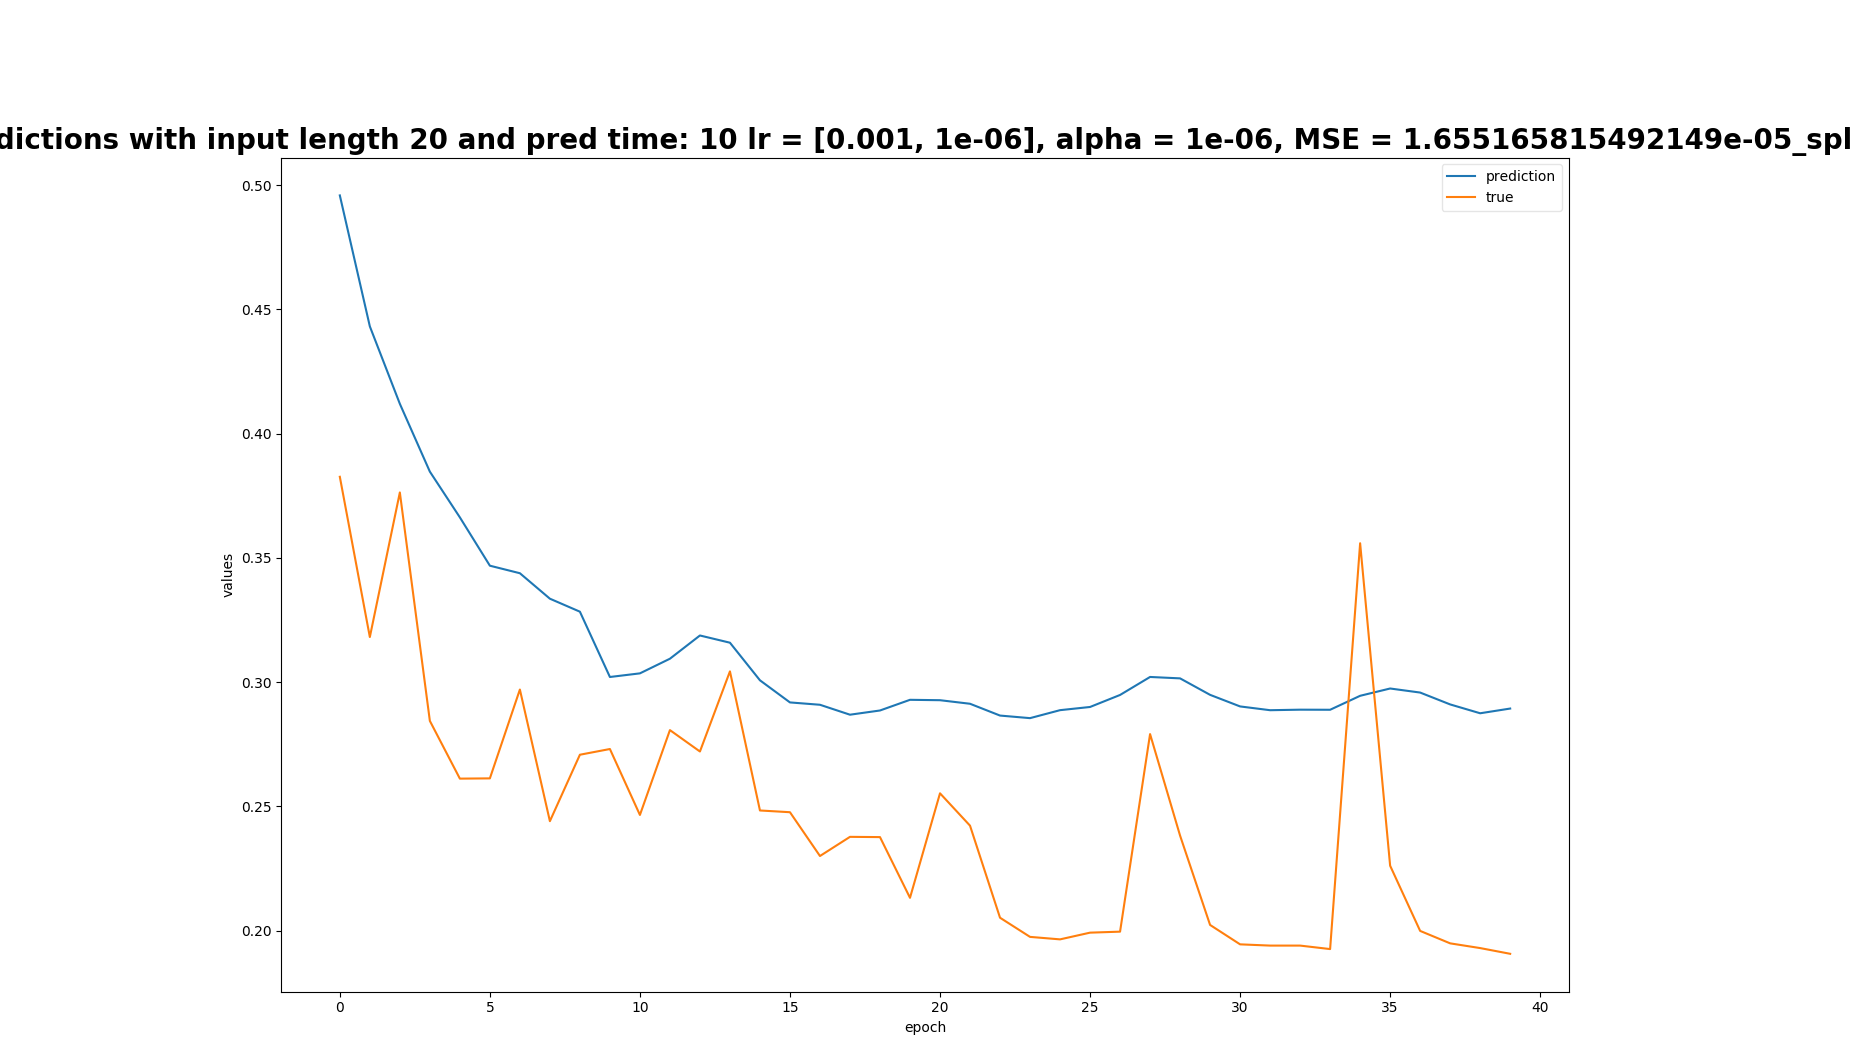 dictions with input length 20 and pred time: 10 lr = [0.001, 1e-06], alpha = 1e-06, MSE = 1.655165815492149e-05_spl
prediction
true
0.50
0.45
0.40
0.35
0.30
0.25
0.20
values
0 5 10 15 20 25 30 35 40
epoch